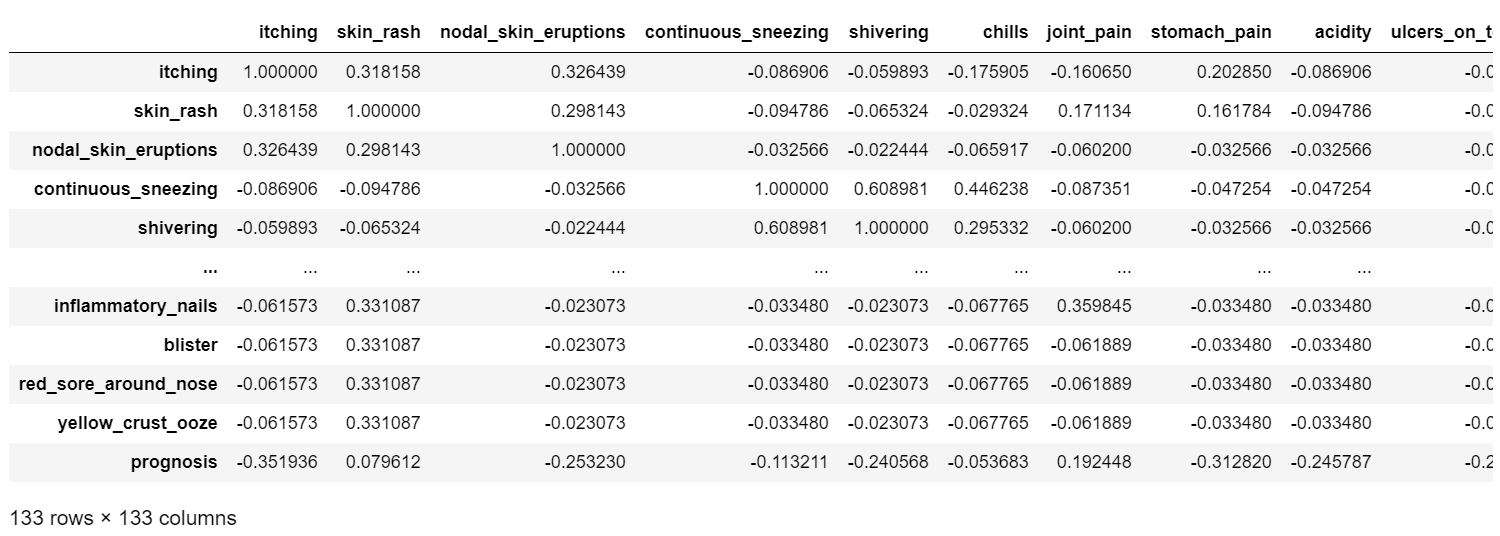 itching skin_rash nodal_skin_eruptions continuous_sneezing shivering chills joint_pain stomach_pain acidity
itching 1.000000 0.318158 0.326439 -0.086906 -0.059893 -0.175905 -0.160650 0.202850 -0.086906 -0.0
skin_rash 0.318158 1.000000 0.298143 -0.094786 -0.065324 -0.029324 0.171134 0.161784 -0.094786 -0.0
nodal_skin_eruptions 0.326439 0.298143 1.000000 -0.032566 -0.022444 -0.065917 -0.060200 -0.032566 -0.032566 -0.0
continuous_sneezing -0.086906 -0.094786 -0.032566 1.000000 0.608981 0.446238 -0.087351 -0.047254 -0.047254 -0.0
shivering -0.059893 -0.065324 -0.022444 0.608981 1.000000 0.295332 -0.060200 -0.032566 -0.032566 -0.0
... ... ... ... ... ... ... ... ... ...
inflammatory_nails -0.061573 0.331087 -0.023073 -0.033480 -0.023073 -0.067765 0.359845 -0.033480 -0.033480 -0.0
blister -0.061573 0.331087 -0.023073 -0.033480 -0.023073 -0.067765 -0.061889 -0.033480 -0.033480 -0.0
red_sore_around_nose -0.061573 0.331087 -0.023073 -0.033480 -0.023073 -0.067765 -0.061889 -0.033480 -0.033480 -0.0
yellow_crust_ooze -0.061573 0.331087 -0.023073 -0.033480 -0.023073 -0.067765 -0.061889 -0.033480 -0.033480 -0.0
prognosis -0.351936 0.079612 -0.253230 -0.113211 -0.240568 -0.053683 0.192448 -0.312820 -0.245787 -0.2
133 rows × 133 columns